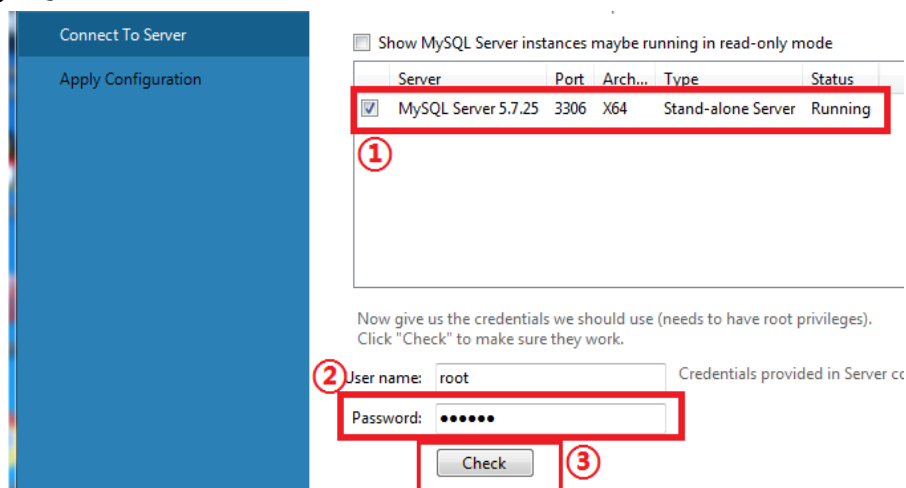 Connect To Server
Apply Configuration
Show MySQL Server instances maybe running in read-only mode
Server Port Arch... Type Status
MySQL Server 5.7.25 3306 X64 Stand-alone Server Running
①
Now give us the credentials we should use (needs to have root privileges).
Click "Check" to make sure they work.
② User name: root Credentials provided in Server co
Password: ●●●●●●
Check ③